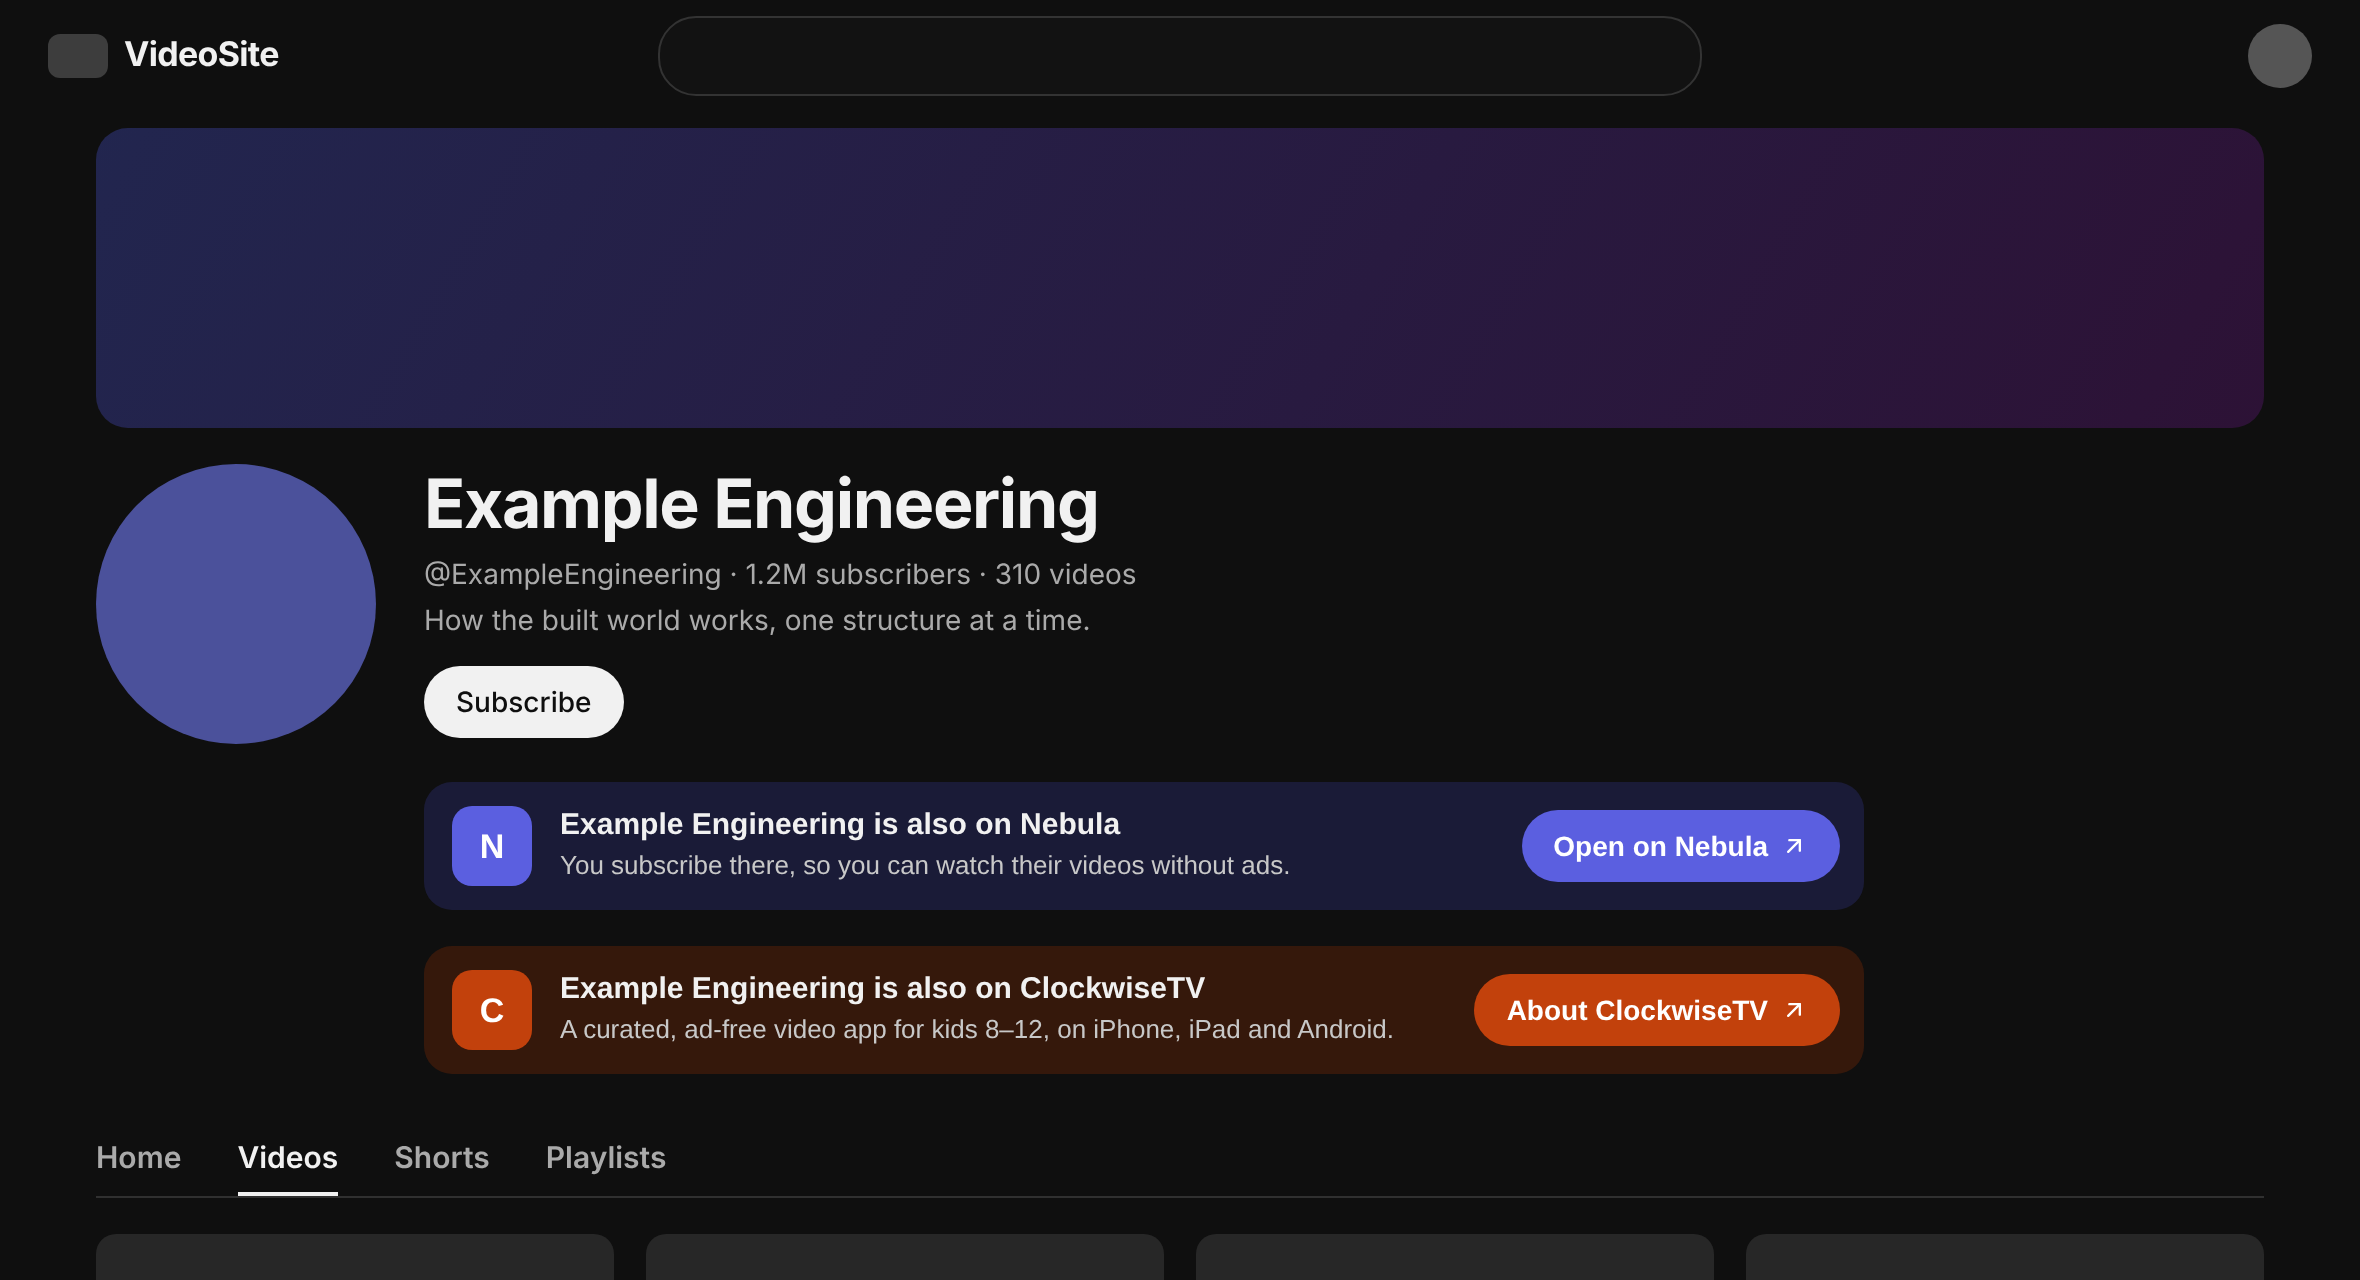 VideoSite
Example Engineering
@ExampleEngineering · 1.2M subscribers · 310 videos
How the built world works, one structure at a time.
Subscribe
N
Example Engineering is also on Nebula
You subscribe there, so you can watch their videos without ads.
Open on Nebula
C
Example Engineering is also on ClockwiseTV
A curated, ad-free video app for kids 8–12, on iPhone, iPad and Android.
About ClockwiseTV
Home Videos Shorts Playlists